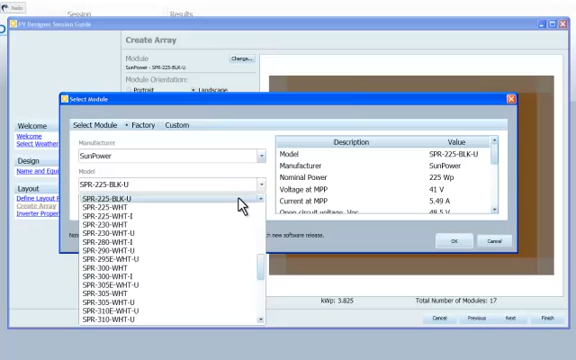 Session
Results
PV Designer Session Guide
Create Array
Module
Change...
SunPower - SPR-225-BLK-U
Module Orientation:
Portrait
Landscape
Select Module
Select Module
Factory
Custom
Manufacturer
SunPower
Model
SPR-225-BLK-U
SPR-225-BLK-U
SPR-225-WHT
SPR-225-WHT-I
SPR-230-WHT
SPR-230-WHT-U
SPR-280-WHT-I
SPR-290-WHT-U
SPR-295E-WHT-U
SPR-300-WHT
SPR-300-WHT-I
SPR-305E-WHT-U
SPR-305-WHT
SPR-305-WHT-U
SPR-310E-WHT-U
SPR-310-WHT-U
Description
Value
Model
SPR-225-BLK-U
Manufacturer
SunPower
Nominal Power
225 Wp
Voltage at MPP
41 V
Current at MPP
5.49 A
Open circuit voltage, Voc
48.5 V
new software release.
OK
Cancel
Welcome
Welcome
Select Weather
Design
Name and
Layout
Define Layout
Create Array
Inverter Proper
kWp: 3.825
Total Number of Modules: 17
Cancel
Previous
Next
Finish